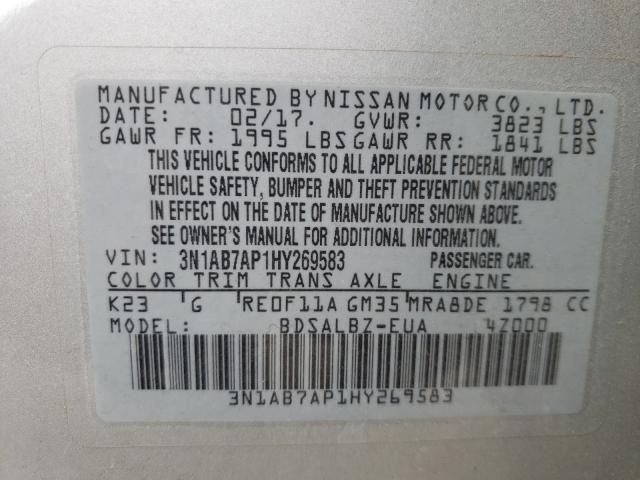 MANUFACTURED BY NISSAN MOTOR CO., LTD.
DATE: 02/17. GVWR: 3823 LBS
GAWR FR: 1995 LBS GAWR RR: 1841 LBS
THIS VEHICLE CONFORMS TO ALL APPLICABLE FEDERAL MOTOR
VEHICLE SAFETY, BUMPER AND THEFT PREVENTION STANDARDS
IN EFFECT ON THE DATE OF MANUFACTURE SHOWN ABOVE.
SEE OWNER'S MANUAL FOR ADDITIONAL INFORMATION.
VIN: 3N1AB7AP1HY269583 PASSENGER CAR.
COLOR TRIM TRANS AXLE ENGINE
K23 G RE0F11A GM35 MRA8DE 1798 CC
MODEL: BDSALBZ-EUA 4Z000
3N1AB7AP1HY269583